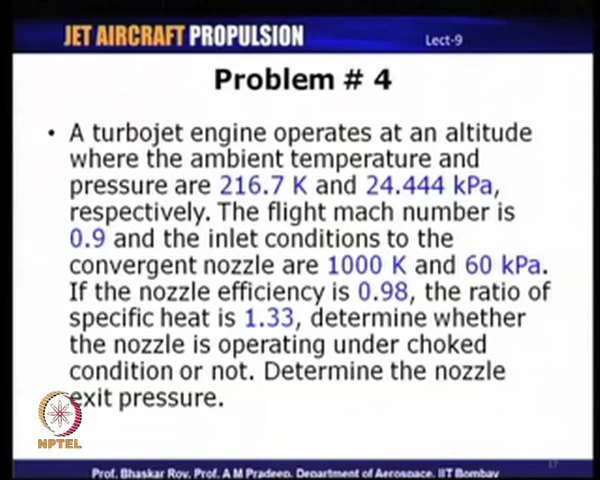 JET AIRCRAFT PROPULSION
Lect-9
Problem # 4
• A turbojet engine operates at an altitude
where the ambient temperature and
pressure are 216.7 K and 24.444 kPa,
respectively. The flight mach number is
0.9 and the inlet conditions to the
convergent nozzle are 1000 K and 60 kPa.
If the nozzle efficiency is 0.98, the ratio of
specific heat is 1.33, determine whether
the nozzle is operating under choked
condition or not. Determine the nozzle
exit pressure.
NPTEL
17
Prof. Bhaskar Roy, Prof. A M Pradeep, Department of Aerospace, IIT Bombay